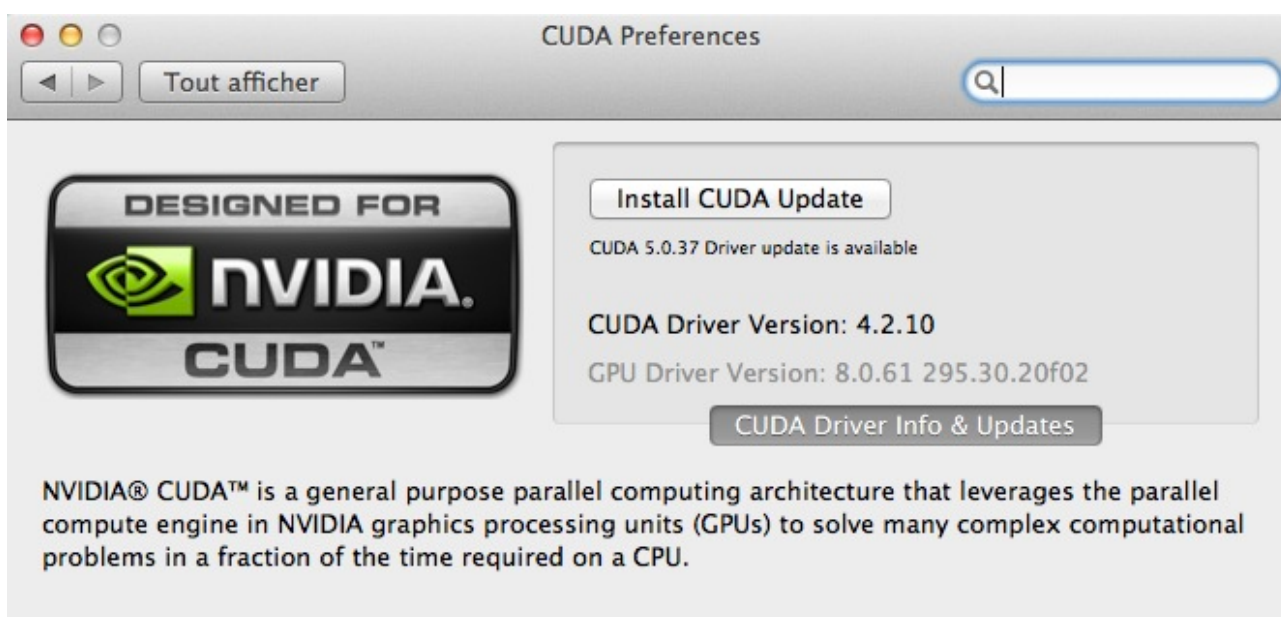 CUDA Preferences
Tout afficher
DESIGNED FOR
NVIDIA.
CUDA™
Install CUDA Update
CUDA 5.0.37 Driver update is available
CUDA Driver Version: 4.2.10
GPU Driver Version: 8.0.61 295.30.20f02
CUDA Driver Info & Updates
NVIDIA® CUDA™ is a general purpose parallel computing architecture that leverages the parallel
compute engine in NVIDIA graphics processing units (GPUs) to solve many complex computational
problems in a fraction of the time required on a CPU.